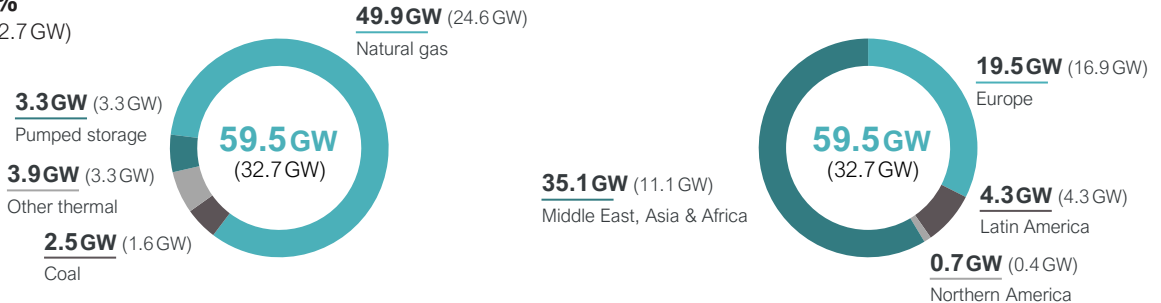 %
2.7 GW)
49.9 GW (24.6 GW)
Natural gas
3.3 GW (3.3 GW)
Pumped storage
3.9 GW (3.3 GW)
Other thermal
2.5 GW (1.6 GW)
Coal
59.5 GW
(32.7 GW)
19.5 GW (16.9 GW)
Europe
59.5 GW
(32.7 GW)
35.1 GW (11.1 GW)
Middle East, Asia & Africa
4.3 GW (4.3 GW)
Latin America
0.7 GW (0.4 GW)
Northern America